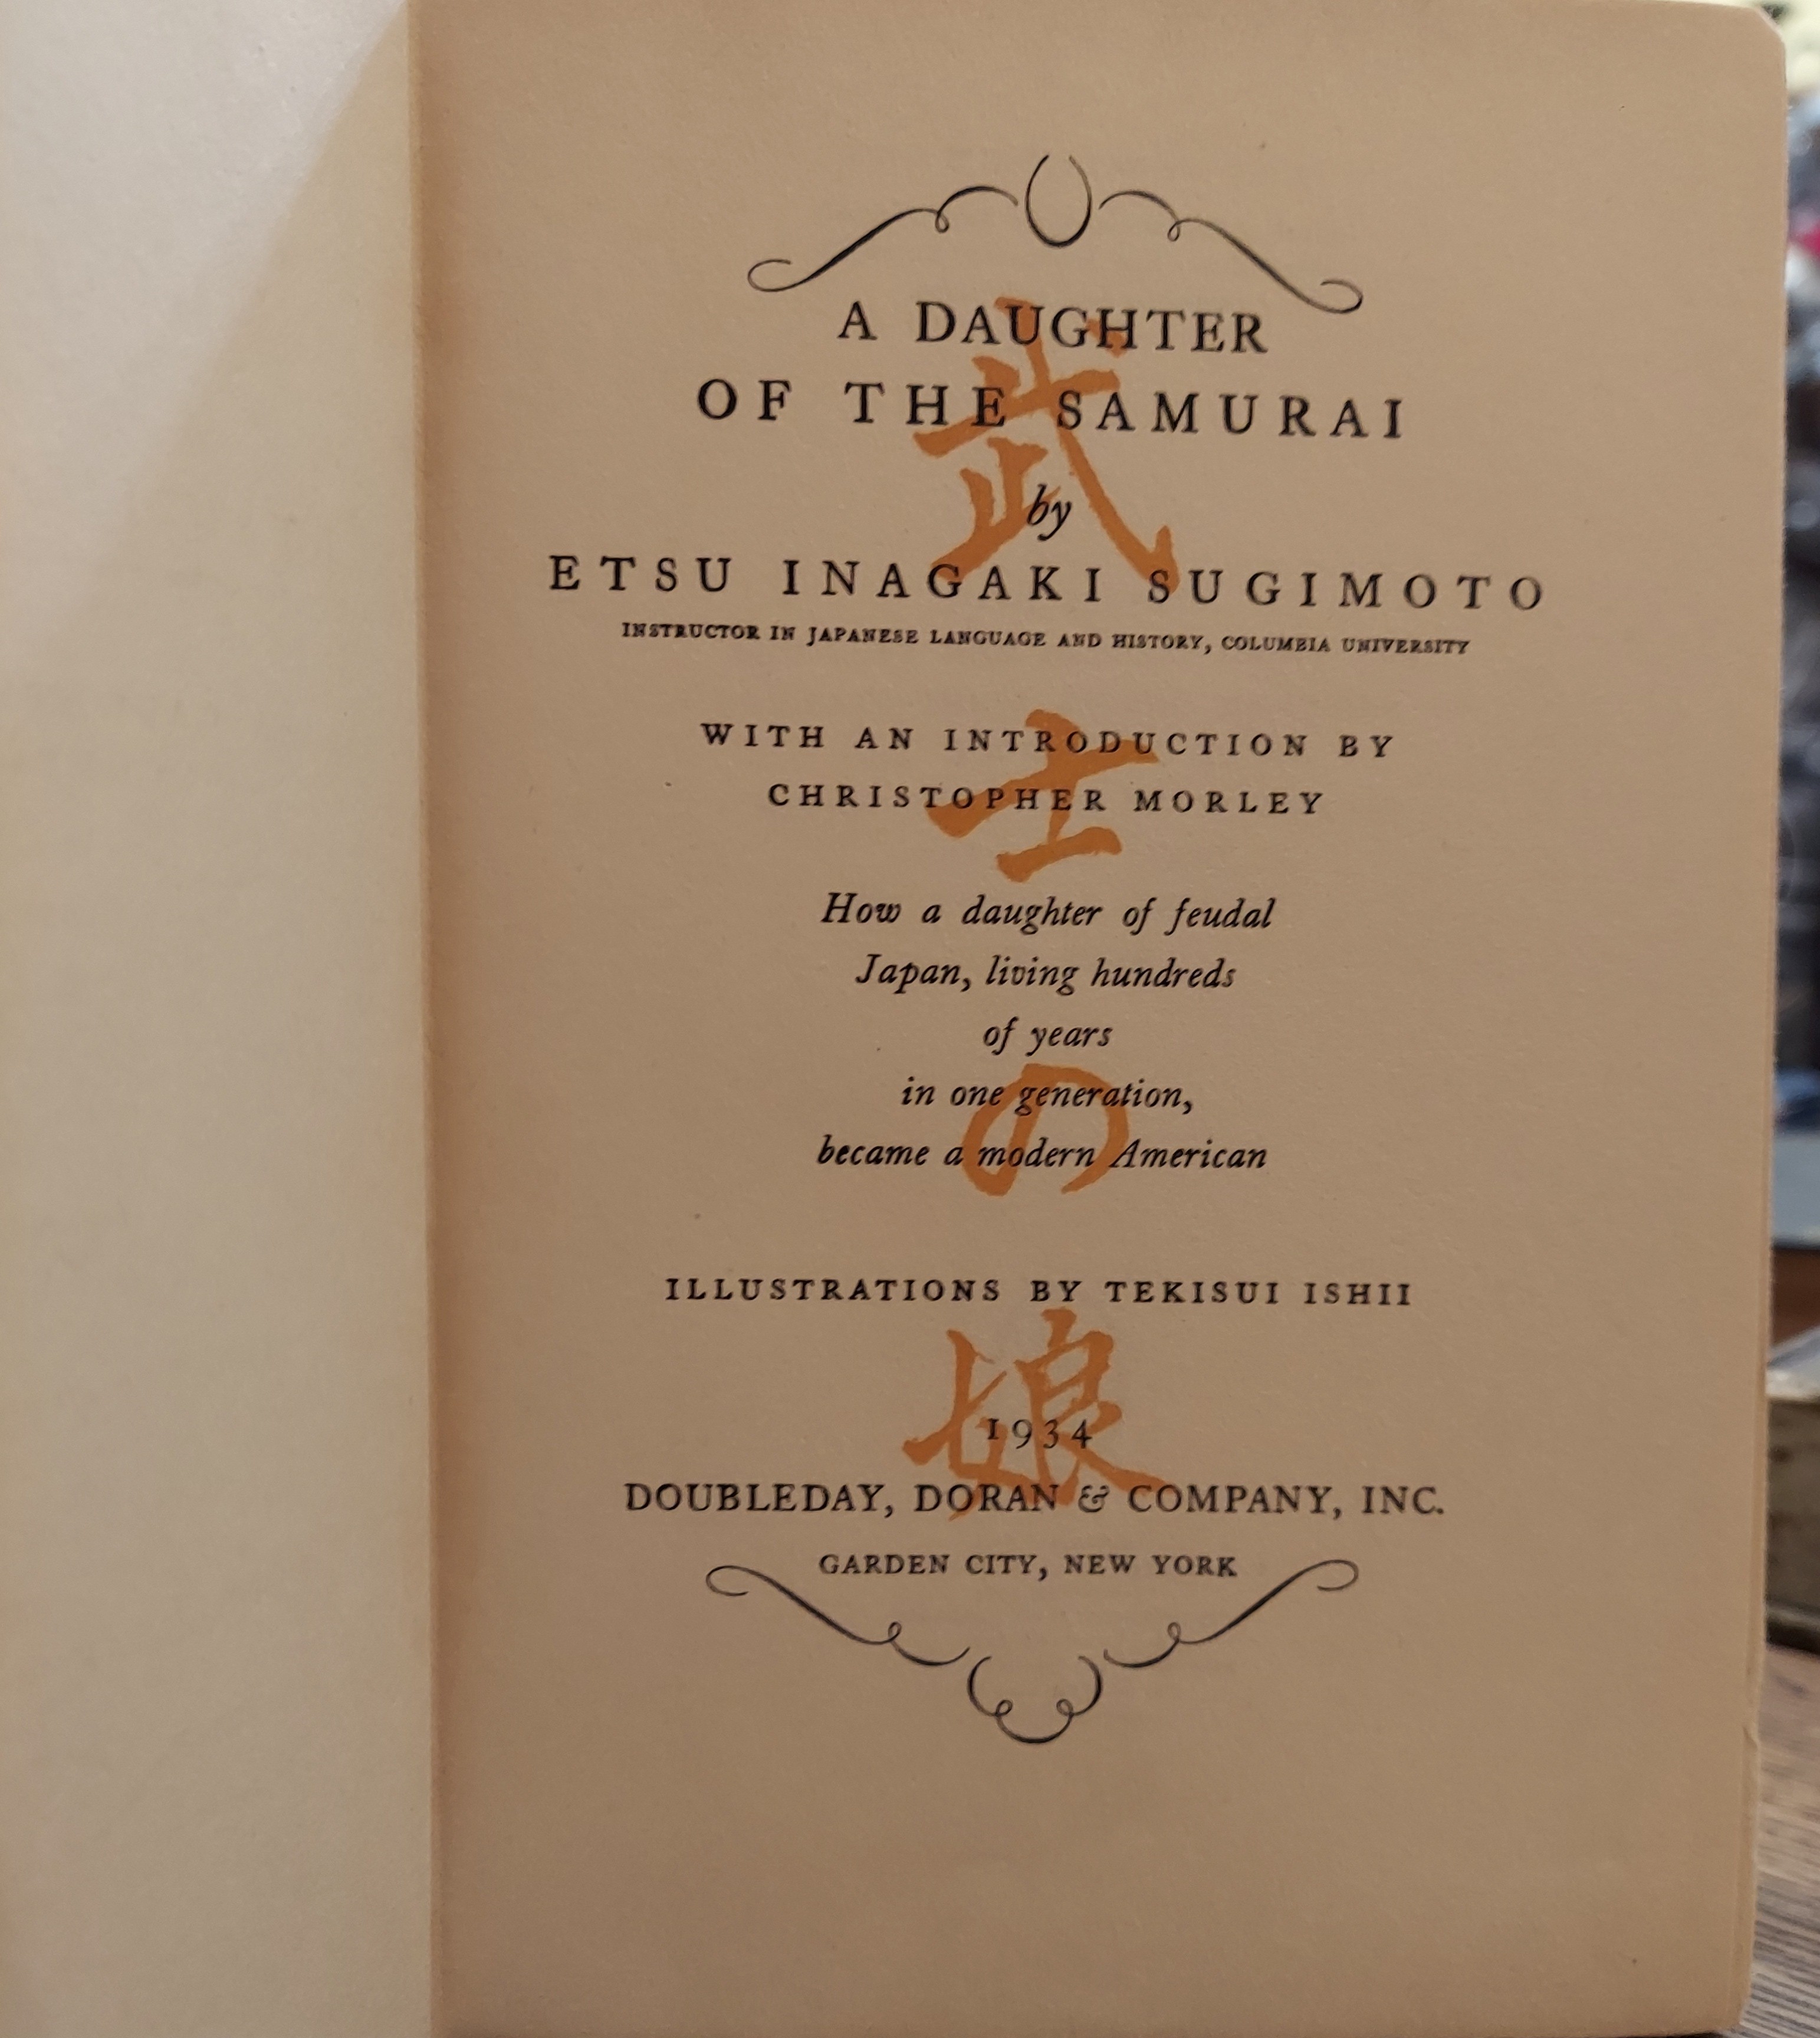 A DAUGHTER
OF THE SAMURAI
by
ETSU INAGAKI SUGIMOTO
INSTRUCTOR IN JAPANESE LANGUAGE AND HISTORY, COLUMBIA UNIVERSITY
WITH AN INTRODUCTION BY
CHRISTOPHER MORLEY
How a daughter of feudal
Japan, living hundreds
of years
in one generation,
became a modern American
ILLUSTRATIONS BY TEKISUI ISHII
1934
DOUBLEDAY, DORAN & COMPANY, INC.
GARDEN CITY, NEW YORK
武士の娘